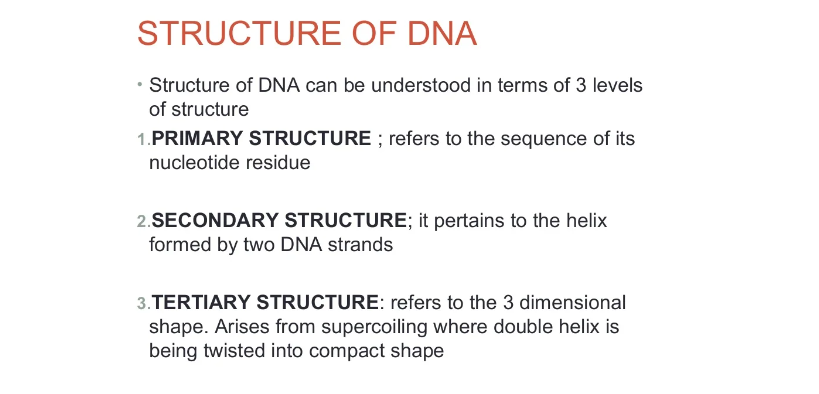 STRUCTURE OF DNA
• Structure of DNA can be understood in terms of 3 levels
of structure
1.PRIMARY STRUCTURE ; refers to the sequence of its
nucleotide residue
2.SECONDARY STRUCTURE; it pertains to the helix
formed by two DNA strands
3.TERTIARY STRUCTURE: refers to the 3 dimensional
shape. Arises from supercoiling where double helix is
being twisted into compact shape